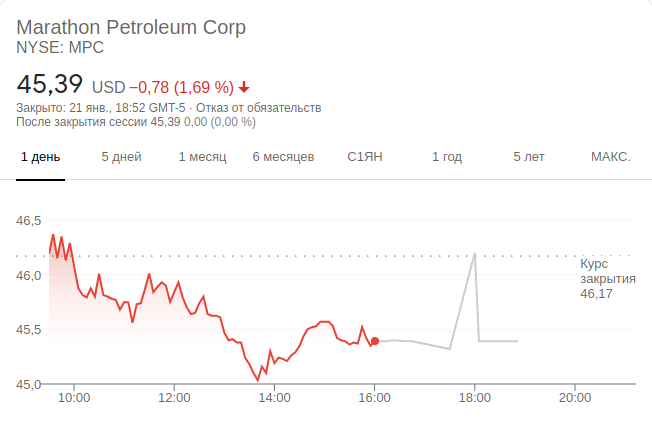 Marathon Petroleum Corp
NYSE: MPC
45,39 USD −0,78 (1,69 %)
Закрыто: 21 янв., 18:52 GMT-5 · Отказ от обязательств
После закрытия сессии 45,39 0,00 (0,00 %)
1 день 5 дней 1 месяц 6 месяцев С1ЯН 1 год 5 лет МАКС.
46,5
46,0
45,5
45,0
Курс
закрытия
46,17
10:00 12:00 14:00 16:00 18:00 20:00